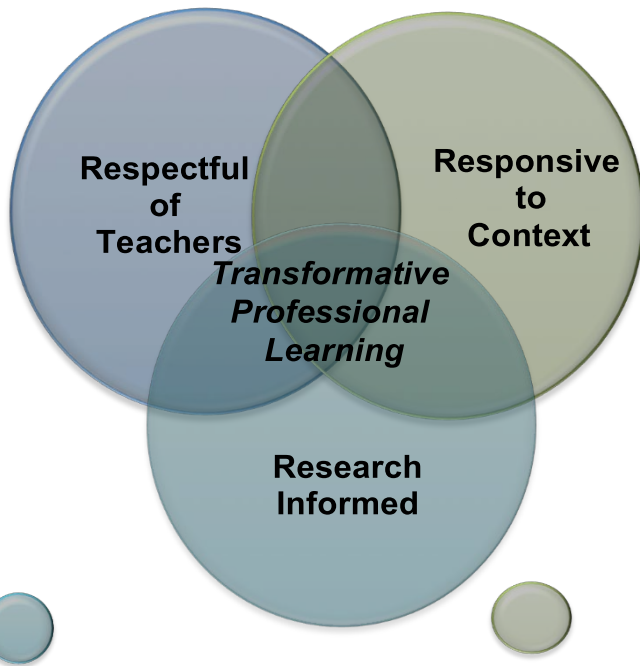 Respectful
of
Teachers
Responsive
to
Context
Transformative
Professional
Learning
Research
Informed